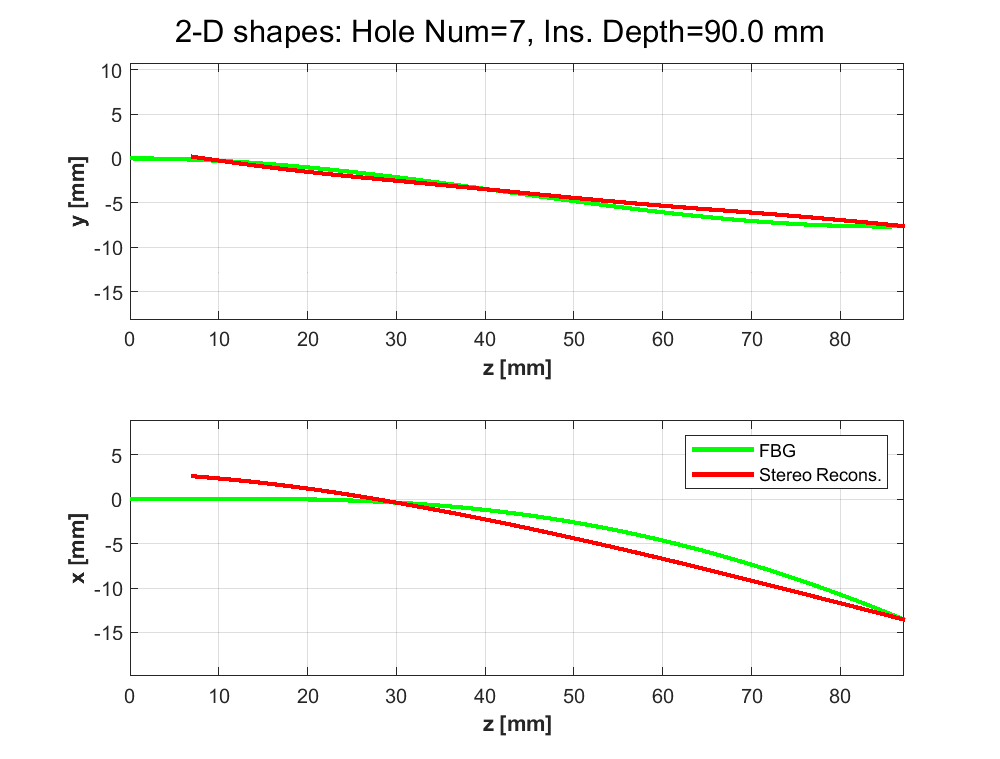 2-D shapes: Hole Num=7, Ins. Depth=90.0 mm
10
5
0
-5
-10
-15
y [mm]
0 10 20 30 40 50 60 70 80
z [mm]
5
0
-5
-10
-15
x [mm]
FBG
Stereo Recons.
0 10 20 30 40 50 60 70 80
z [mm]